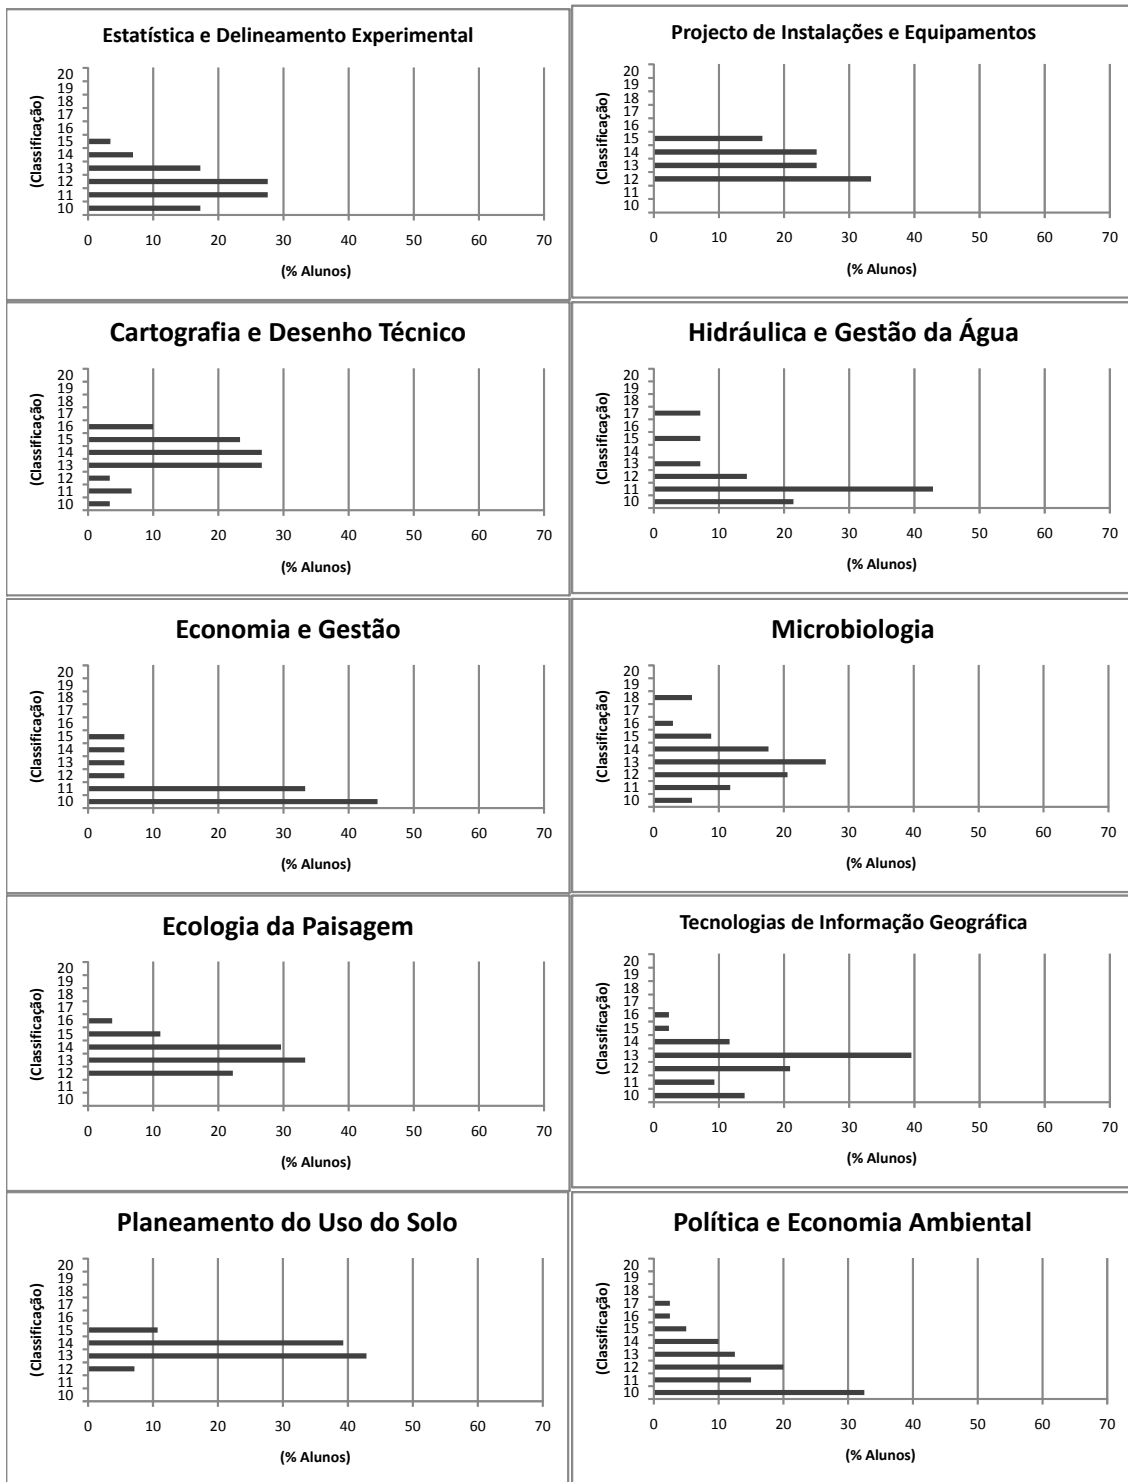 Estatística e Delineamento Experimental
(Classificação)
20
19
18
17
16
15
14
13
12
11
10
0 10 20 30 40 50 60 70
(% Alunos)
Projecto de Instalações e Equipamentos
(Classificação)
20
19
18
17
16
15
14
13
12
11
10
0 10 20 30 40 50 60 70
(% Alunos)
Cartografia e Desenho Técnico
(Classificação)
20
19
18
17
16
15
14
13
12
11
10
0 10 20 30 40 50 60 70
(% Alunos)
Hidráulica e Gestão da Água
(Classificação)
20
19
18
17
16
15
14
13
12
11
10
0 10 20 30 40 50 60 70
(% Alunos)
Economia e Gestão
(Classificação)
20
19
18
17
16
15
14
13
12
11
10
0 10 20 30 40 50 60 70
(% Alunos)
Microbiologia
(Classificação)
20
19
18
17
16
15
14
13
12
11
10
0 10 20 30 40 50 60 70
(% Alunos)
Ecologia da Paisagem
(Classificação)
20
19
18
17
16
15
14
13
12
11
10
0 10 20 30 40 50 60 70
(% Alunos)
Tecnologias de Informação Geográfica
(Classificação)
20
19
18
17
16
15
14
13
12
11
10
0 10 20 30 40 50 60 70
(% Alunos)
Planeamento do Uso do Solo
(Classificação)
20
19
18
17
16
15
14
13
12
11
10
0 10 20 30 40 50 60 70
(% Alunos)
Política e Economia Ambiental
(Classificação)
20
19
18
17
16
15
14
13
12
11
10
0 10 20 30 40 50 60 70
(% Alunos)